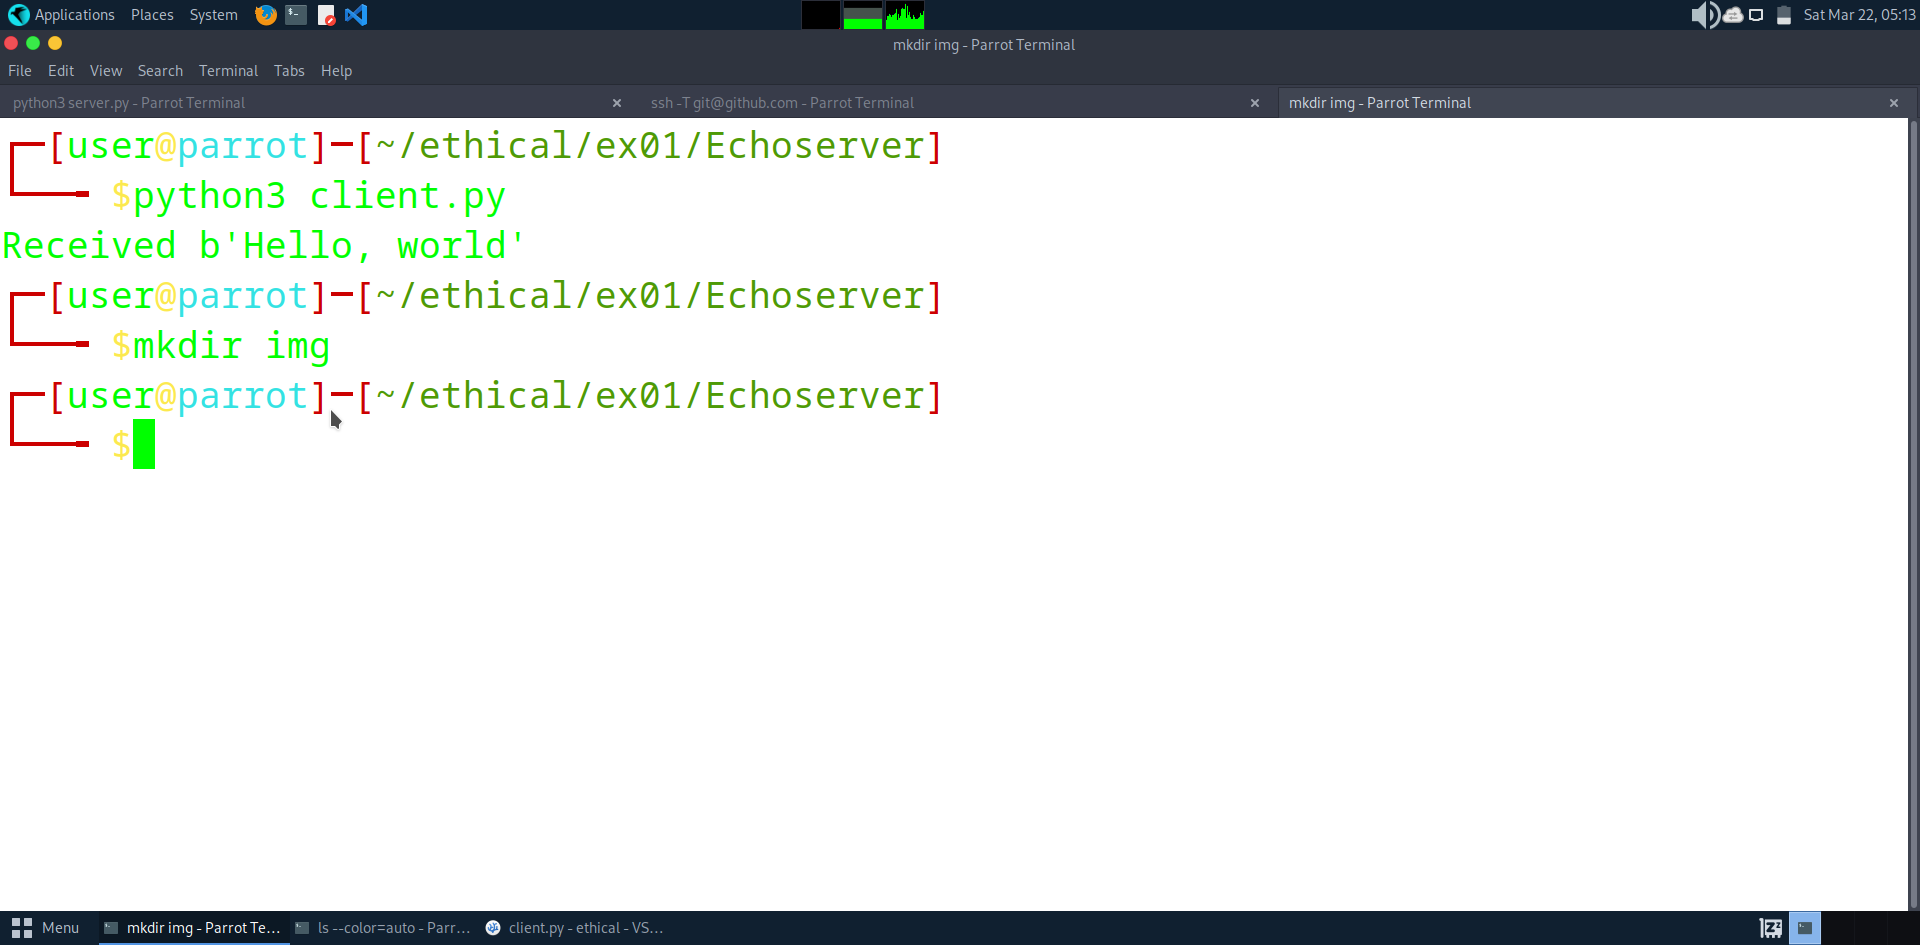 Applications Places System
Sat Mar 22, 05:13
mkdir img - Parrot Terminal
File Edit View Search Terminal Tabs Help
python3 server.py - Parrot Terminal × ssh -T git@github.com - Parrot Terminal × mkdir img - Parrot Terminal ×
┌─[user@parrot]─[~/ethical/ex01/Echoserver]
└──╼ $python3 client.py
Received b'Hello, world'
┌─[user@parrot]─[~/ethical/ex01/Echoserver]
└──╼ $mkdir img
┌─[user@parrot]─[~/ethical/ex01/Echoserver]
└──╼ $
Menu mkdir img - Parrot Te... ls --color=auto - Parr... client.py - ethical - VS...